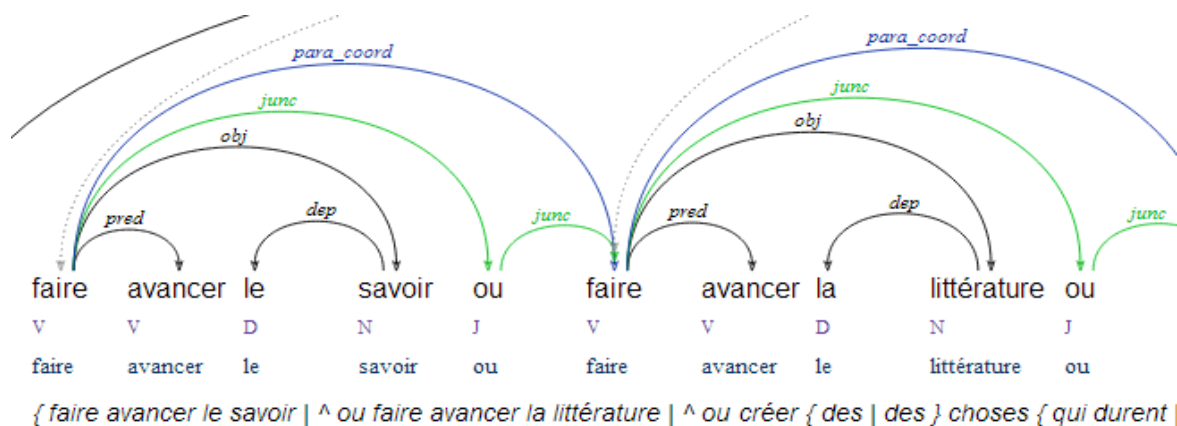 para_coord para_coord
junc junc
obj obj
pred dep junc pred dep junc
faire avancer le savoir ou faire avancer la littérature ou
V V D N J V V D N J
faire avancer le savoir ou faire avancer le littérature ou
{ faire avancer le savoir | ^ ou faire avancer la littérature | ^ ou créer { des | des } choses { qui durent |